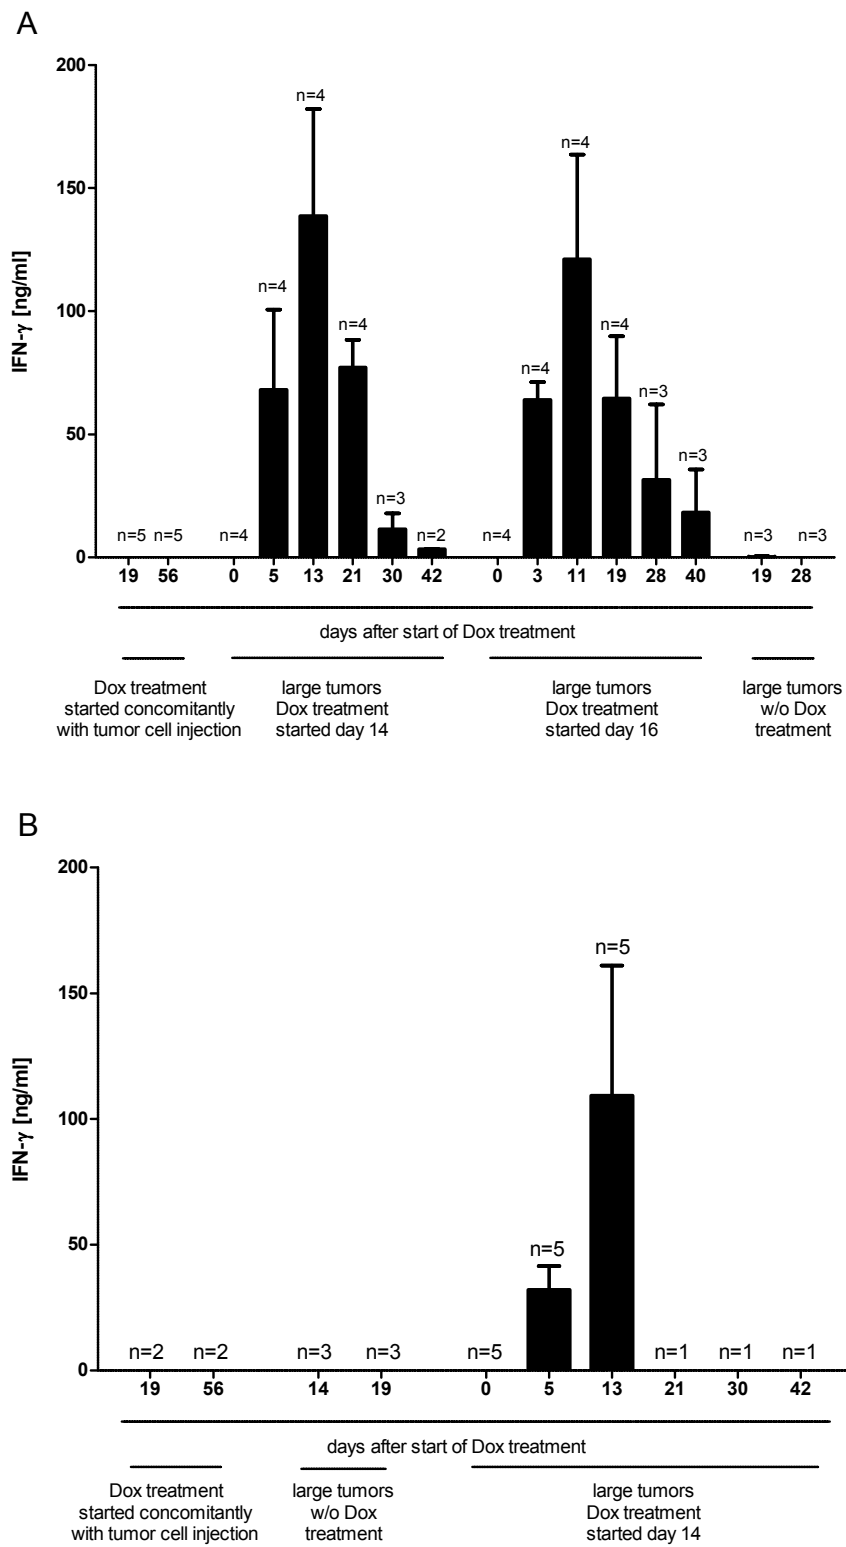 A
200
150
100
50
0
IFN-γ [ng/ml]
n=5 n=5 n=4 n=4 n=4 n=4 n=3 n=2 n=4 n=4 n=4 n=4 n=3 n=3 n=3 n=3
19 56 0 5 13 21 30 42 0 3 11 19 28 40 19 28
days after start of Dox treatment
Dox treatment
started concomitantly
with tumor cell injection
large tumors
Dox treatment
started day 14
large tumors
Dox treatment
started day 16
large tumors
w/o Dox
treatment
B
200
150
100
50
0
IFN-γ [ng/ml]
n=2 n=2 n=3 n=3 n=5 n=5 n=5 n=1 n=1 n=1
19 56 14 19 0 5 13 21 30 42
days after start of Dox treatment
Dox treatment
started concomitantly
with tumor cell injection
large tumors
w/o Dox
treatment
large tumors
Dox treatment
started day 14